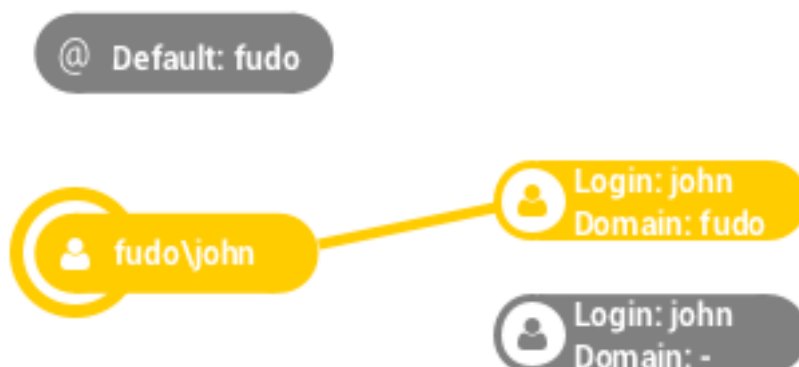 @ Default: fudo
fudo\john
Login: john
Domain: fudo
Login: john
Domain: -